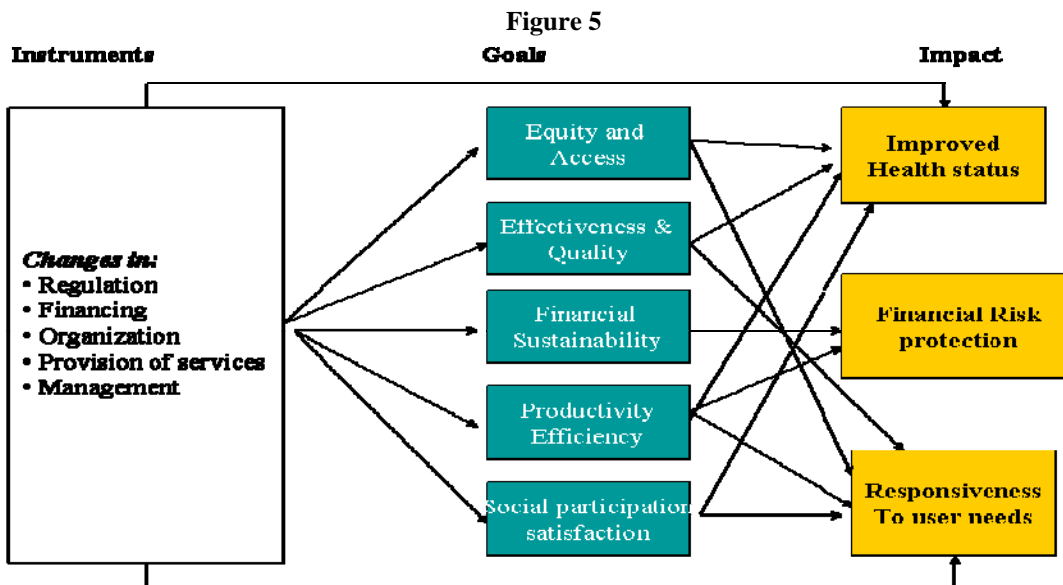 Figure 5
Instruments
Goals
Impact
Changes in:
• Regulation
• Financing
• Organization
• Provision of services
• Management
Equity and
Access
Effectiveness &
Quality
Financial
Sustainability
Productivity
Efficiency
Social participation
satisfaction
Improved
Health status
Financial Risk
protection
Responsiveness
To user needs